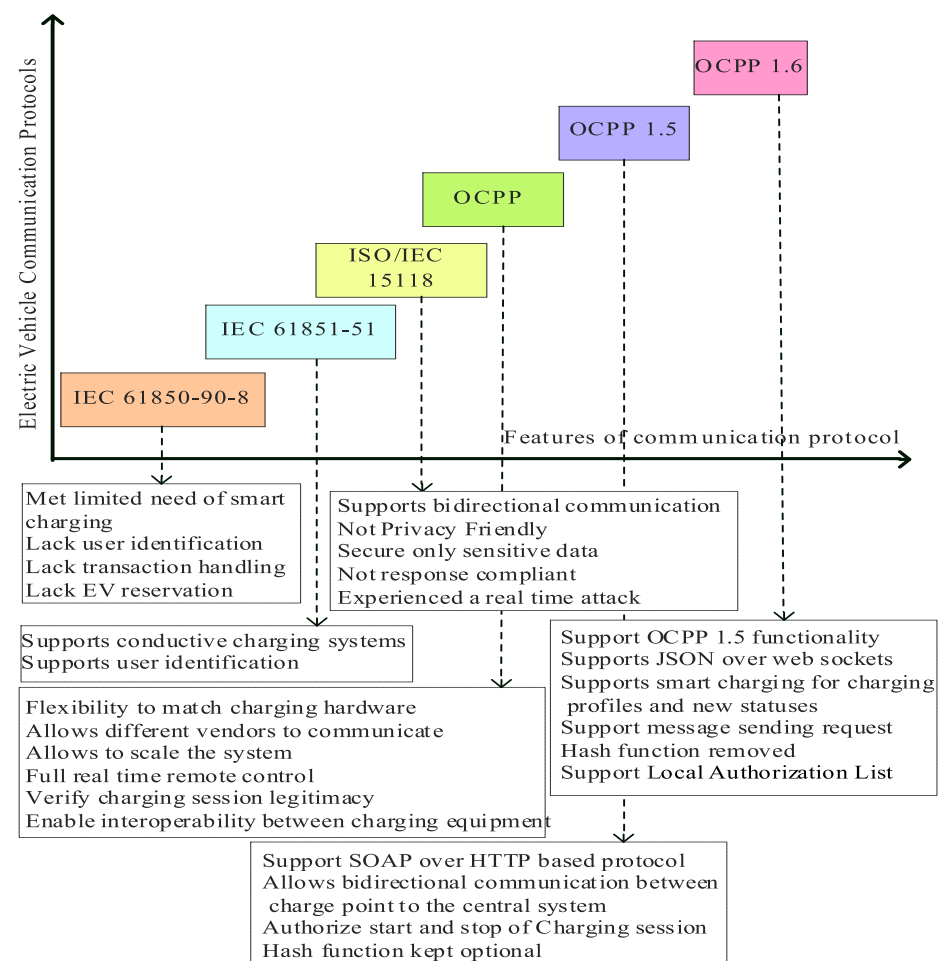 Electric Vehicle Communication Protocols
OCPP 1.6
OCPP 1.5
OCPP
ISO/IEC
15118
IEC 61851-51
IEC 61850-90-8
Features of communication protocol
Met limited need of smart
charging
Lack user identification
Lack transaction handling
Lack EV reservation
Supports bidirectional communication
Not Privacy Friendly
Secure only sensitive data
Not response compliant
Experienced a real time attack
Supports conductive charging systems
Supports user identification
Support OCPP 1.5 functionality
Supports JSON over web sockets
Supports smart charging for charging
profiles and new statuses
Support message sending request
Hash function removed
Support Local Authorization List
Flexibility to match charging hardware
Allows different vendors to communicate
Allows to scale the system
Full real time remote control
Verify charging session legitimacy
Enable interoperability between charging equipment
Support SOAP over HTTP based protocol
Allows bidirectional communication between
charge point to the central system
Authorize start and stop of Charging session
Hash function kept optional